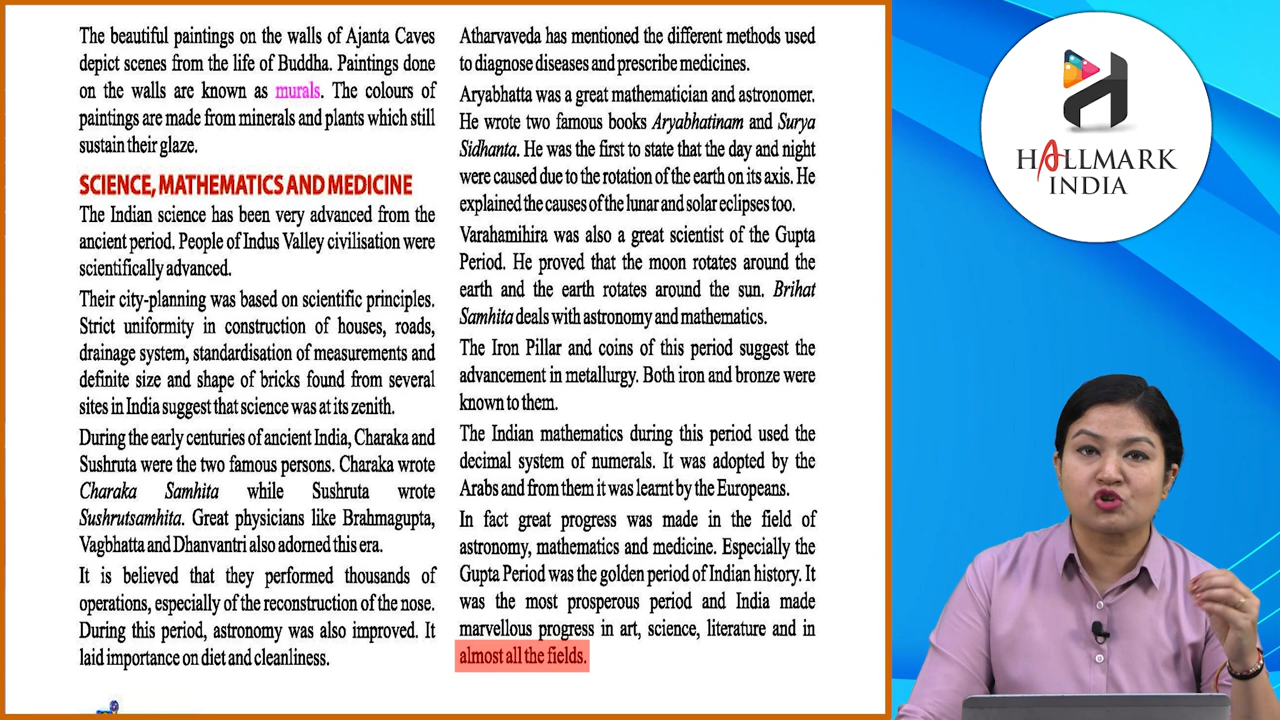 The beautiful paintings on the walls of Ajanta Caves
depict scenes from the life of Buddha. Paintings done
on the walls are known as murals. The colours of
paintings are made from minerals and plants which still
sustain their glaze.
SCIENCE, MATHEMATICS AND MEDICINE
The Indian science has been very advanced from the
ancient period. People of Indus Valley civilisation were
scientifically advanced.
Their city-planning was based on scientific principles.
Strict uniformity in construction of houses, roads,
drainage system, standardisation of measurements and
definite size and shape of bricks found from several
sites in India suggest that science was at its zenith.
During the early centuries of ancient India, Charaka and
Sushruta were the two famous persons. Charaka wrote
Charaka Samhita while Sushruta wrote
Sushrutsamhita. Great physicians like Brahmagupta,
Vagbhatta and Dhanvantri also adorned this era.
It is believed that they performed thousands of
operations, especially of the reconstruction of the nose.
During this period, astronomy was also improved. It
laid importance on diet and cleanliness.
Atharvaveda has mentioned the different methods used
to diagnose diseases and prescribe medicines.
Aryabhatta was a great mathematician and astronomer.
He wrote two famous books Aryabhatinam and Surya
Sidhanta. He was the first to state that the day and night
were caused due to the rotation of the earth on its axis. He
explained the causes of the lunar and solar eclipses too.
Varahamihira was also a great scientist of the Gupta
Period. He proved that the moon rotates around the
earth and the earth rotates around the sun. Brihat
Samhita deals with astronomy and mathematics.
The Iron Pillar and coins of this period suggest the
advancement in metallurgy. Both iron and bronze were
known to them.
The Indian mathematics during this period used the
decimal system of numerals. It was adopted by the
Arabs and from them it was learnt by the Europeans.
In fact great progress was made in the field of
astronomy, mathematics and medicine. Especially the
Gupta Period was the golden period of Indian history. It
was the most prosperous period and India made
marvellous progress in art, science, literature and in
almost all the fields.
HALLMARK
INDIA